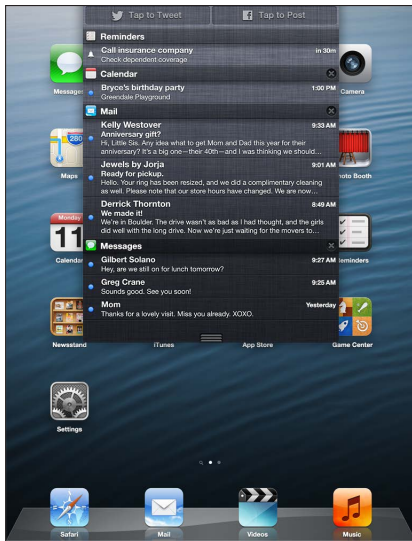 Tap to Tweet
Tap to Post
Reminders
Call insurance company
in 30m
Check dependent coverage
Calendar
Bryce's birthday party
1:00 PM
Greendale Playground
Mail
Kelly Westover
9:33 AM
Anniversary gift?
Hi, Little Sis. Any idea what to get Mom and Dad this year for their
anniversary? It's a big one—their 40th—and I was thinking we should...
Jewels by Jorja
9:01 AM
Ready for pickup.
Hello. Your ring has been resized, and we did a complimentary cleaning
as well. Please note that our store hours have changed. We are now...
Derrick Thornton
8:49 AM
We made it!
We're in Boulder. The drive wasn't as bad as I had thought, and the girls
did well with the long drive. Now we're just waiting for the movers to...
Messages
Gilbert Solano
9:27 AM
Hey, are we still on for lunch tomorrow?
Greg Crane
9:25 AM
Sounds good. See you soon!
Mom
Yesterday
Thanks for a lovely visit. Miss you already. XOXO.
Messages
Camera
280
Maps
hoto Booth
Monday
11
Calendar
eminders
Newsstand
iTunes
App Store
Game Center
Settings
Safari
Mail
Videos
Music